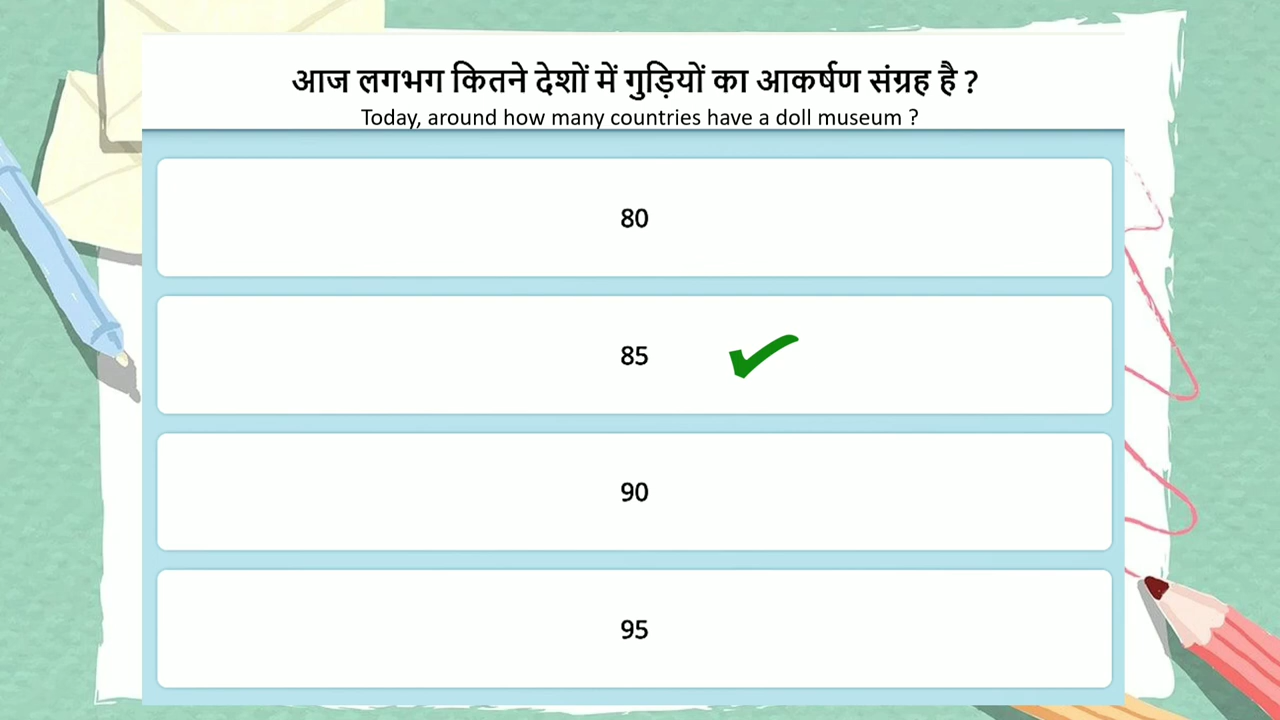 आज लगभग कितने देशों में गुड़ियों का आकर्षण संग्रह है ?
Today, around how many countries have a doll museum ?
80
85
90
95